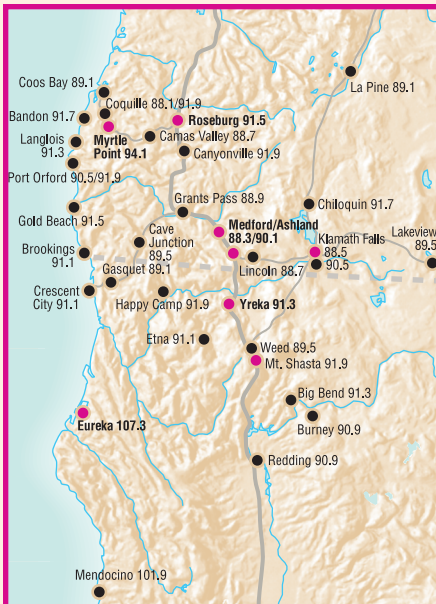 Coos Bay 89.1
La Pine 89.1
Coquille 88.1/91.9
Bandon 91.7
Roseburg 91.5
Myrtle
Point 94.1
Camas Valley 88.7
Langlois
91.3
Canyonville 91.9
Port Orford 90.5/91.9
Grants Pass 88.9
Gold Beach 91.5
Chiloquin 91.7
Medford/Ashland
88.3/90.1
Cave
Junction
89.5
Klamath Falls
88.5
90.5
Lakeview
89.5
Brookings
91.1
Lincoln 88.7
Gasquet 89.1
Crescent
City 91.1
Happy Camp 91.9
Yreka 91.3
Etna 91.1
Weed 89.5
Mt. Shasta 91.9
Big Bend 91.3
Burney 90.9
Eureka 107.3
Redding 90.9
Mendocino 101.9